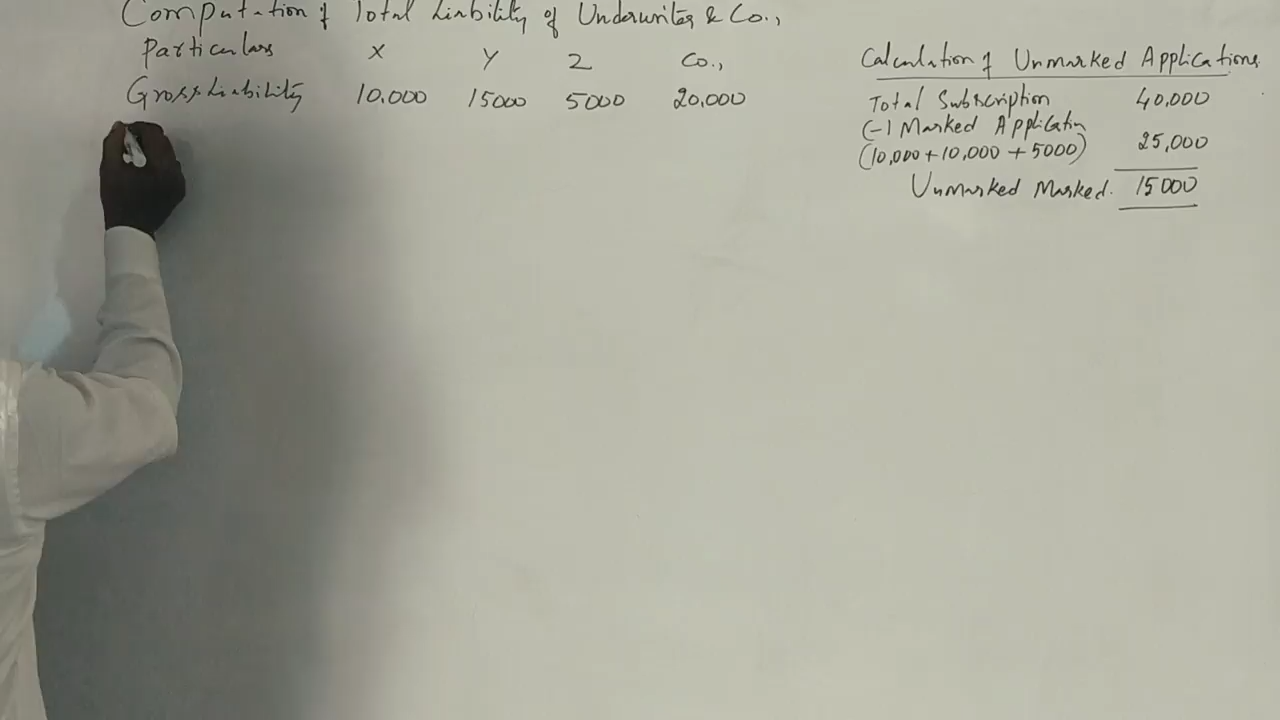 Computation of Total Liability of Underwriter & Co.,
Particulars X Y Z Co.,
Gross Liability 10,000 15000 5000 20,000
Calculation of Unmarked Applications
Total Subscription 40,000
(-) Marked Application
(10,000+10,000+5000) 25,000
Unmarked Marked. 15000